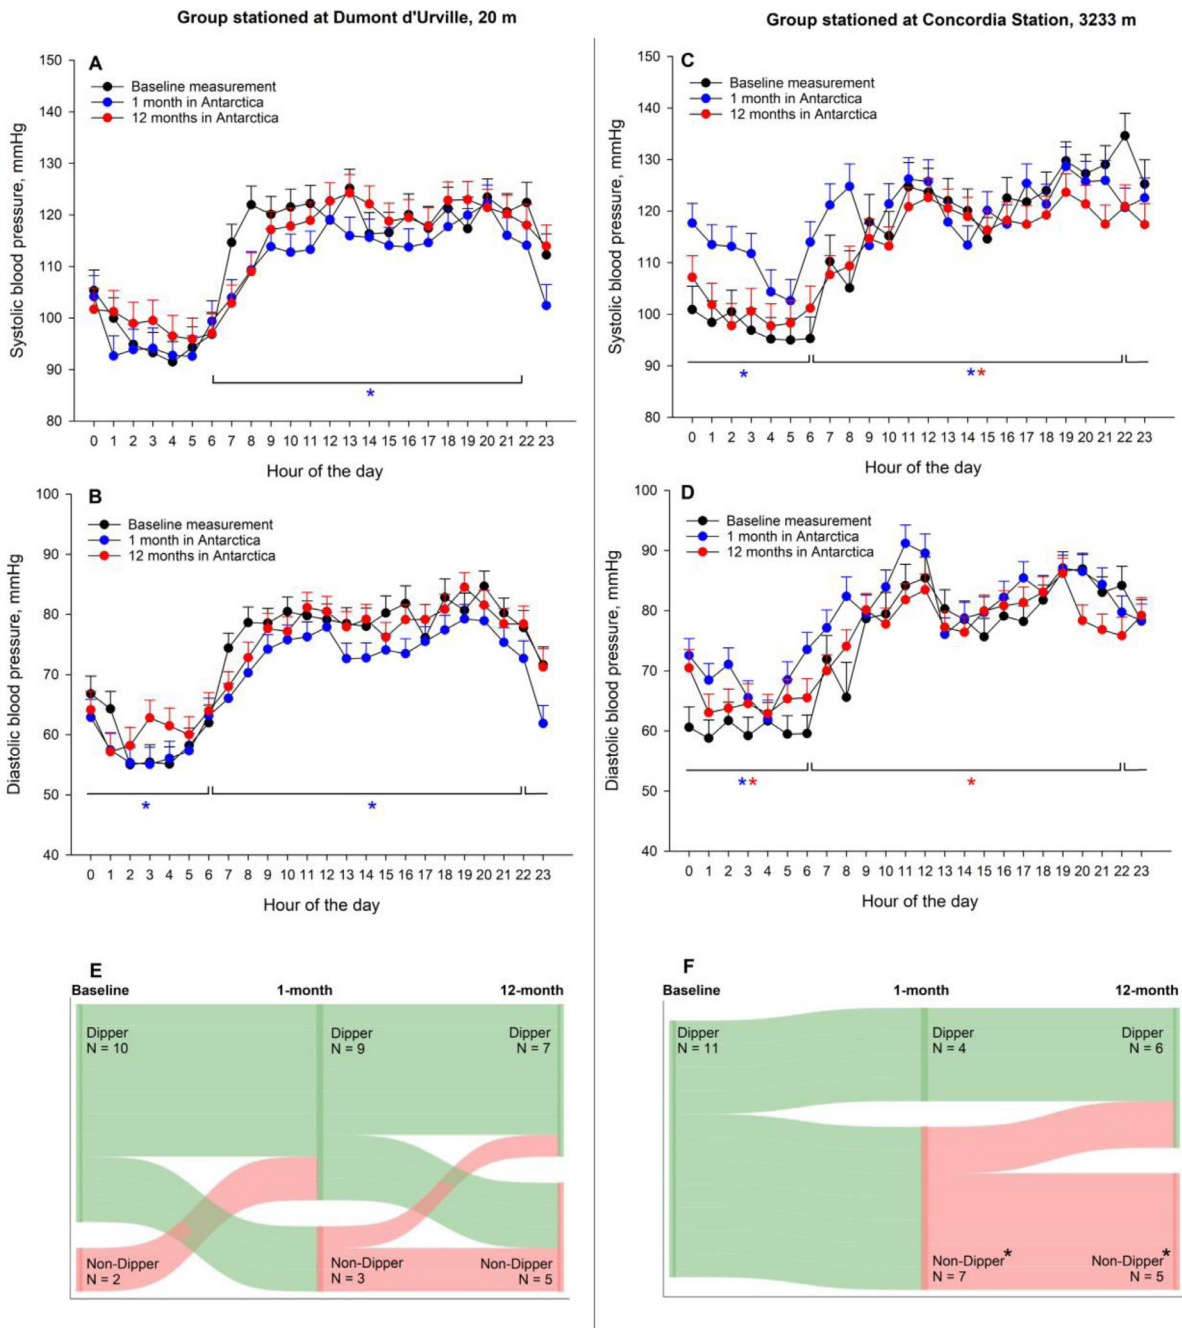 Group stationed at Dumont d'Urville, 20 m
Group stationed at Concordia Station, 3233 m
A
Baseline measurement
1 month in Antarctica
12 months in Antarctica
Systolic blood pressure, mmHg
150
140
130
120
110
100
90
80
*
0 1 2 3 4 5 6 7 8 9 10 11 12 13 14 15 16 17 18 19 20 21 22 23
Hour of the day
C
Baseline measurement
1 month in Antarctica
12 months in Antarctica
Systolic blood pressure, mmHg
150
140
130
120
110
100
90
80
* **
0 1 2 3 4 5 6 7 8 9 10 11 12 13 14 15 16 17 18 19 20 21 22 23
Hour of the day
B
Baseline measurement
1 month in Antarctica
12 months in Antarctica
Diastolic blood pressure, mmHg
100
90
80
70
60
50
40
* *
0 1 2 3 4 5 6 7 8 9 10 11 12 13 14 15 16 17 18 19 20 21 22 23
Hour of the day
D
Baseline measurement
1 month in Antarctica
12 months in Antarctica
Diastolic blood pressure, mmHg
100
90
80
70
60
50
40
** *
0 1 2 3 4 5 6 7 8 9 10 11 12 13 14 15 16 17 18 19 20 21 22 23
Hour of the day
E
Baseline 1-month 12-month
Dipper Dipper Dipper
N = 10 N = 9 N = 7
Non-Dipper Non-Dipper Non-Dipper
N = 2 N = 3 N = 5
F
Baseline 1-month 12-month
Dipper Dipper Dipper
N = 11 N = 4 N = 6
Non-Dipper* Non-Dipper*
N = 7 N = 5